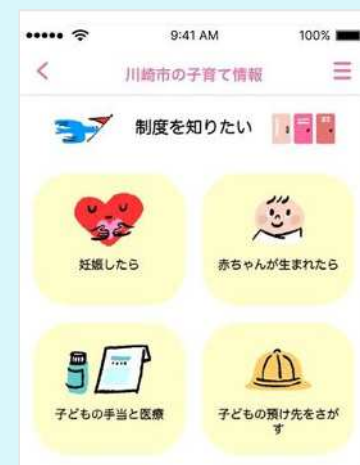 9:41 AM 100%
川崎市の子育て情報
制度を知りたい
妊娠したら
赤ちゃんが生まれたら
子どもの手当と医療
子どもの預け先をさが
す